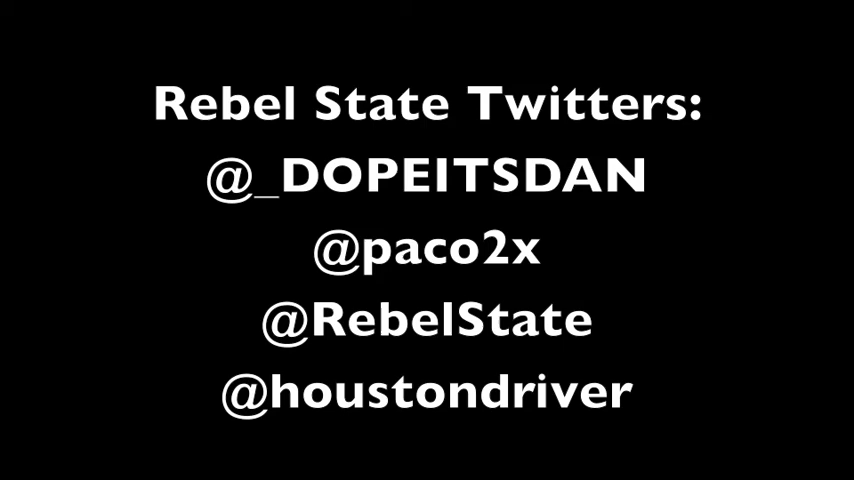 Rebel State Twitters:
@_DOPEITSDAN
@paco2x
@RebelState
@houstondriver